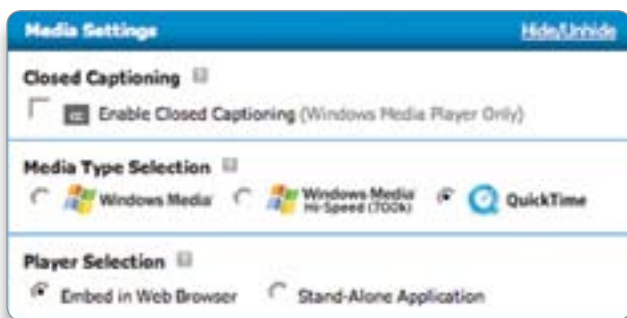 Media Settings Hide/Unhide
Closed Captioning
CC Enable Closed Captioning (Windows Media Player Only)
Media Type Selection
Windows Media Windows Media Hi-Speed (700k) QuickTime
Player Selection
Embed in Web Browser Stand-Alone Application